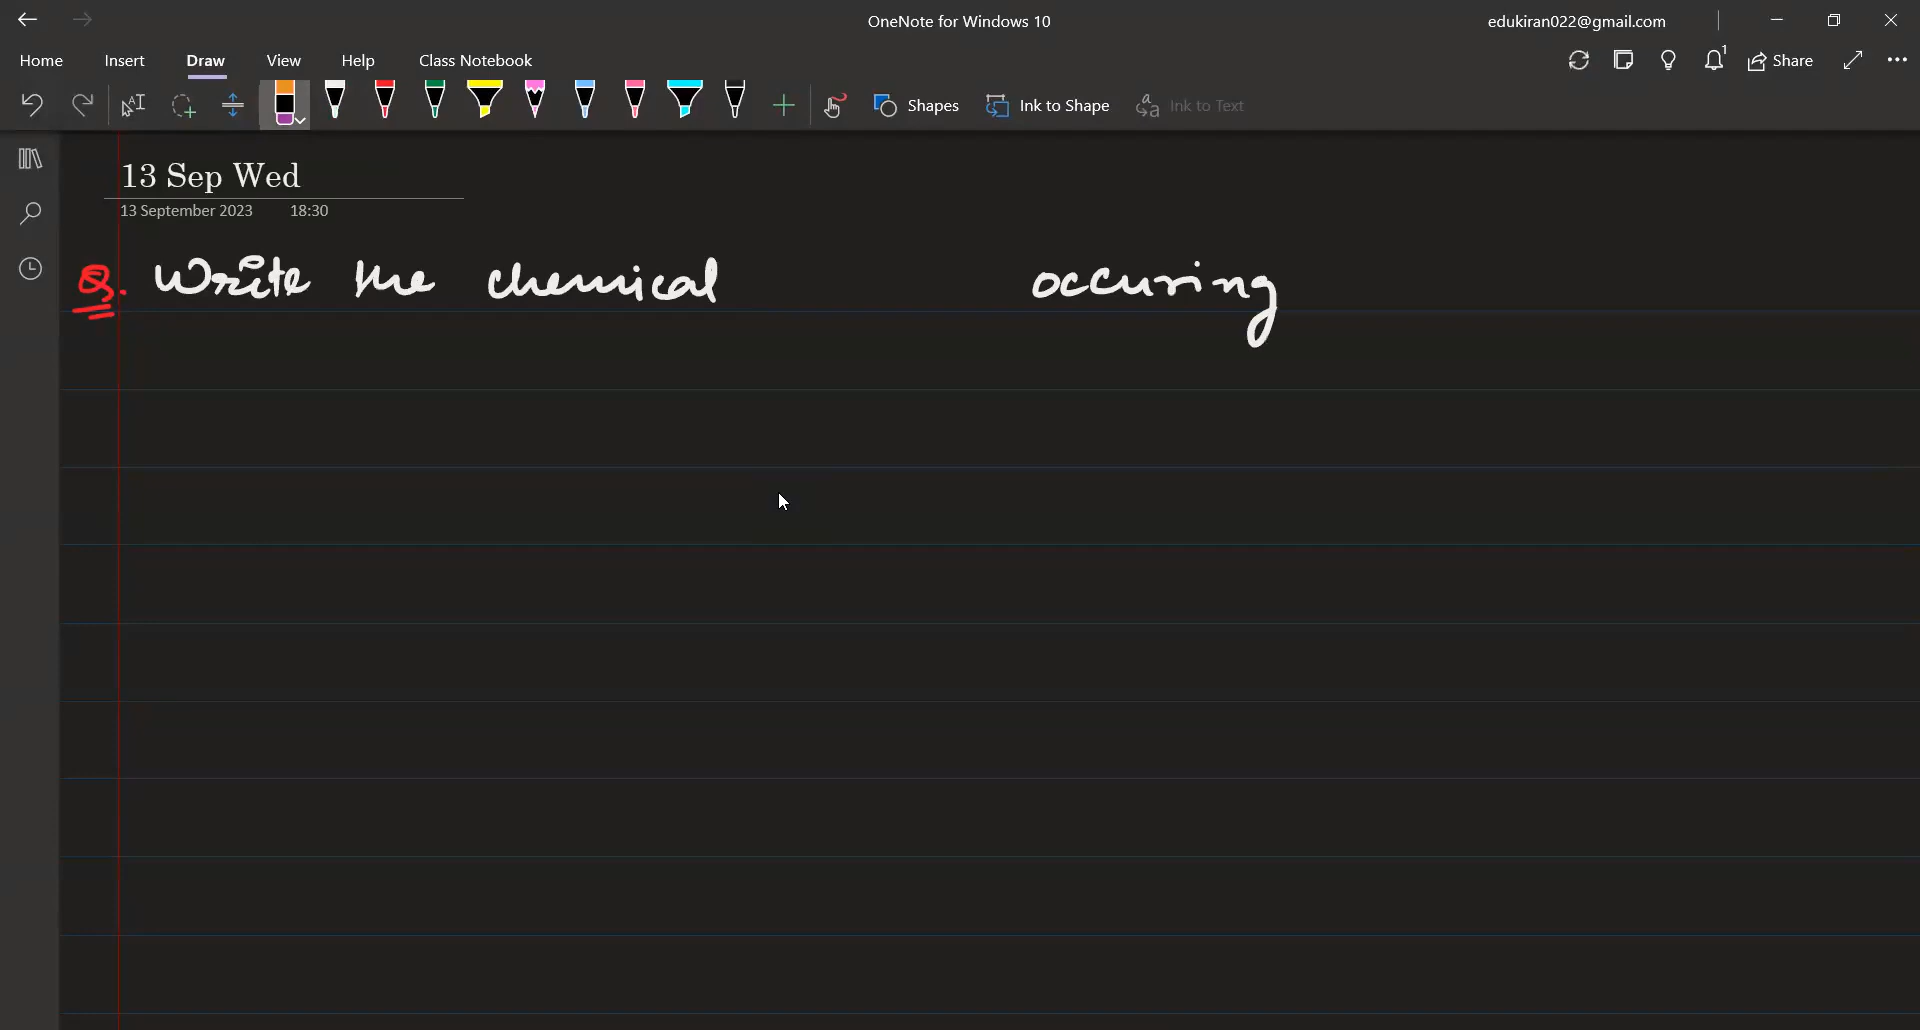 OneNote for Windows 10
edukiran022@gmail.com
Home Insert Draw View Help Class Notebook
1
Share
Shapes Ink to Shape Ink to Text
13 Sep Wed
13 September 2023 18:30
Q. Write the chemical occuring